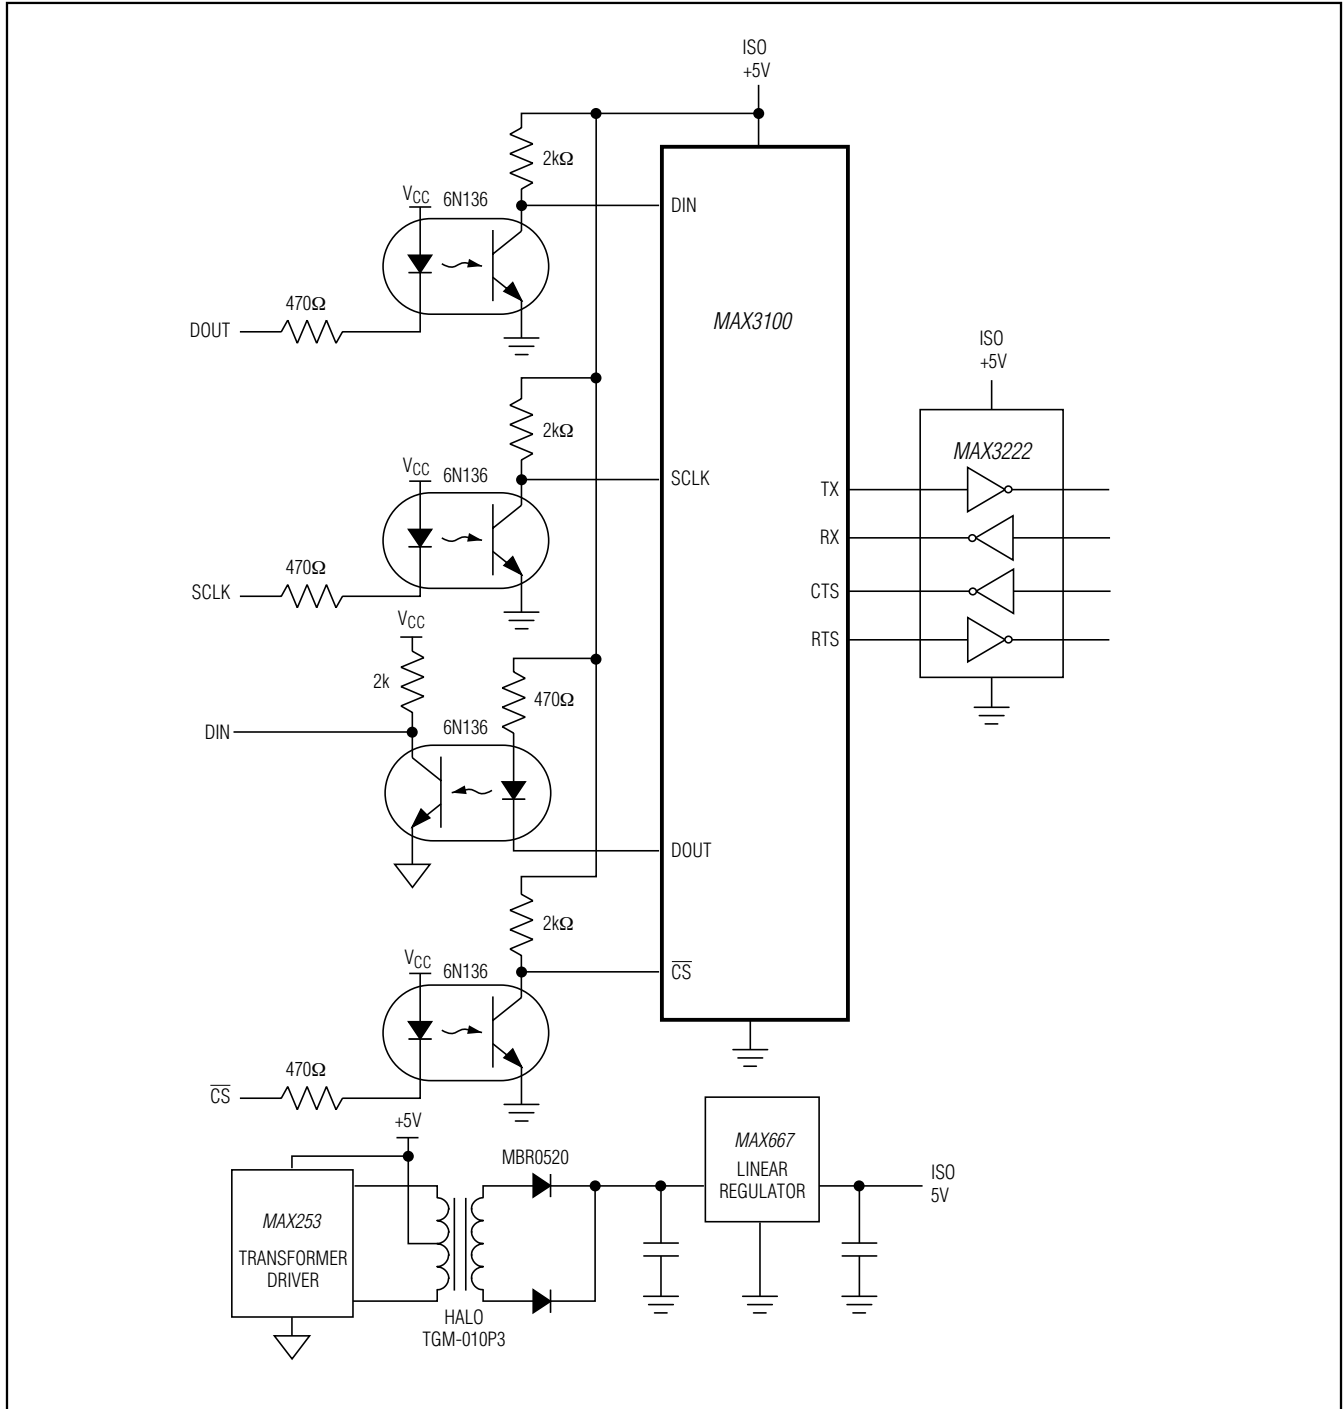 ISO
+5V
2kΩ
VCC 6N136
DIN
470Ω
DOUT
MAX3100
ISO
+5V
2kΩ
MAX3222
VCC 6N136
SCLK
TX
RX
470Ω
SCLK
CTS
VCC
RTS
2k
470Ω
6N136
DIN
DOUT
2kΩ
VCC 6N136
C̅S̅
470Ω
C̅S̅
+5V
MBR0520
MAX667
LINEAR
REGULATOR
ISO
5V
MAX253
TRANSFORMER
DRIVER
HALO
TGM-010P3